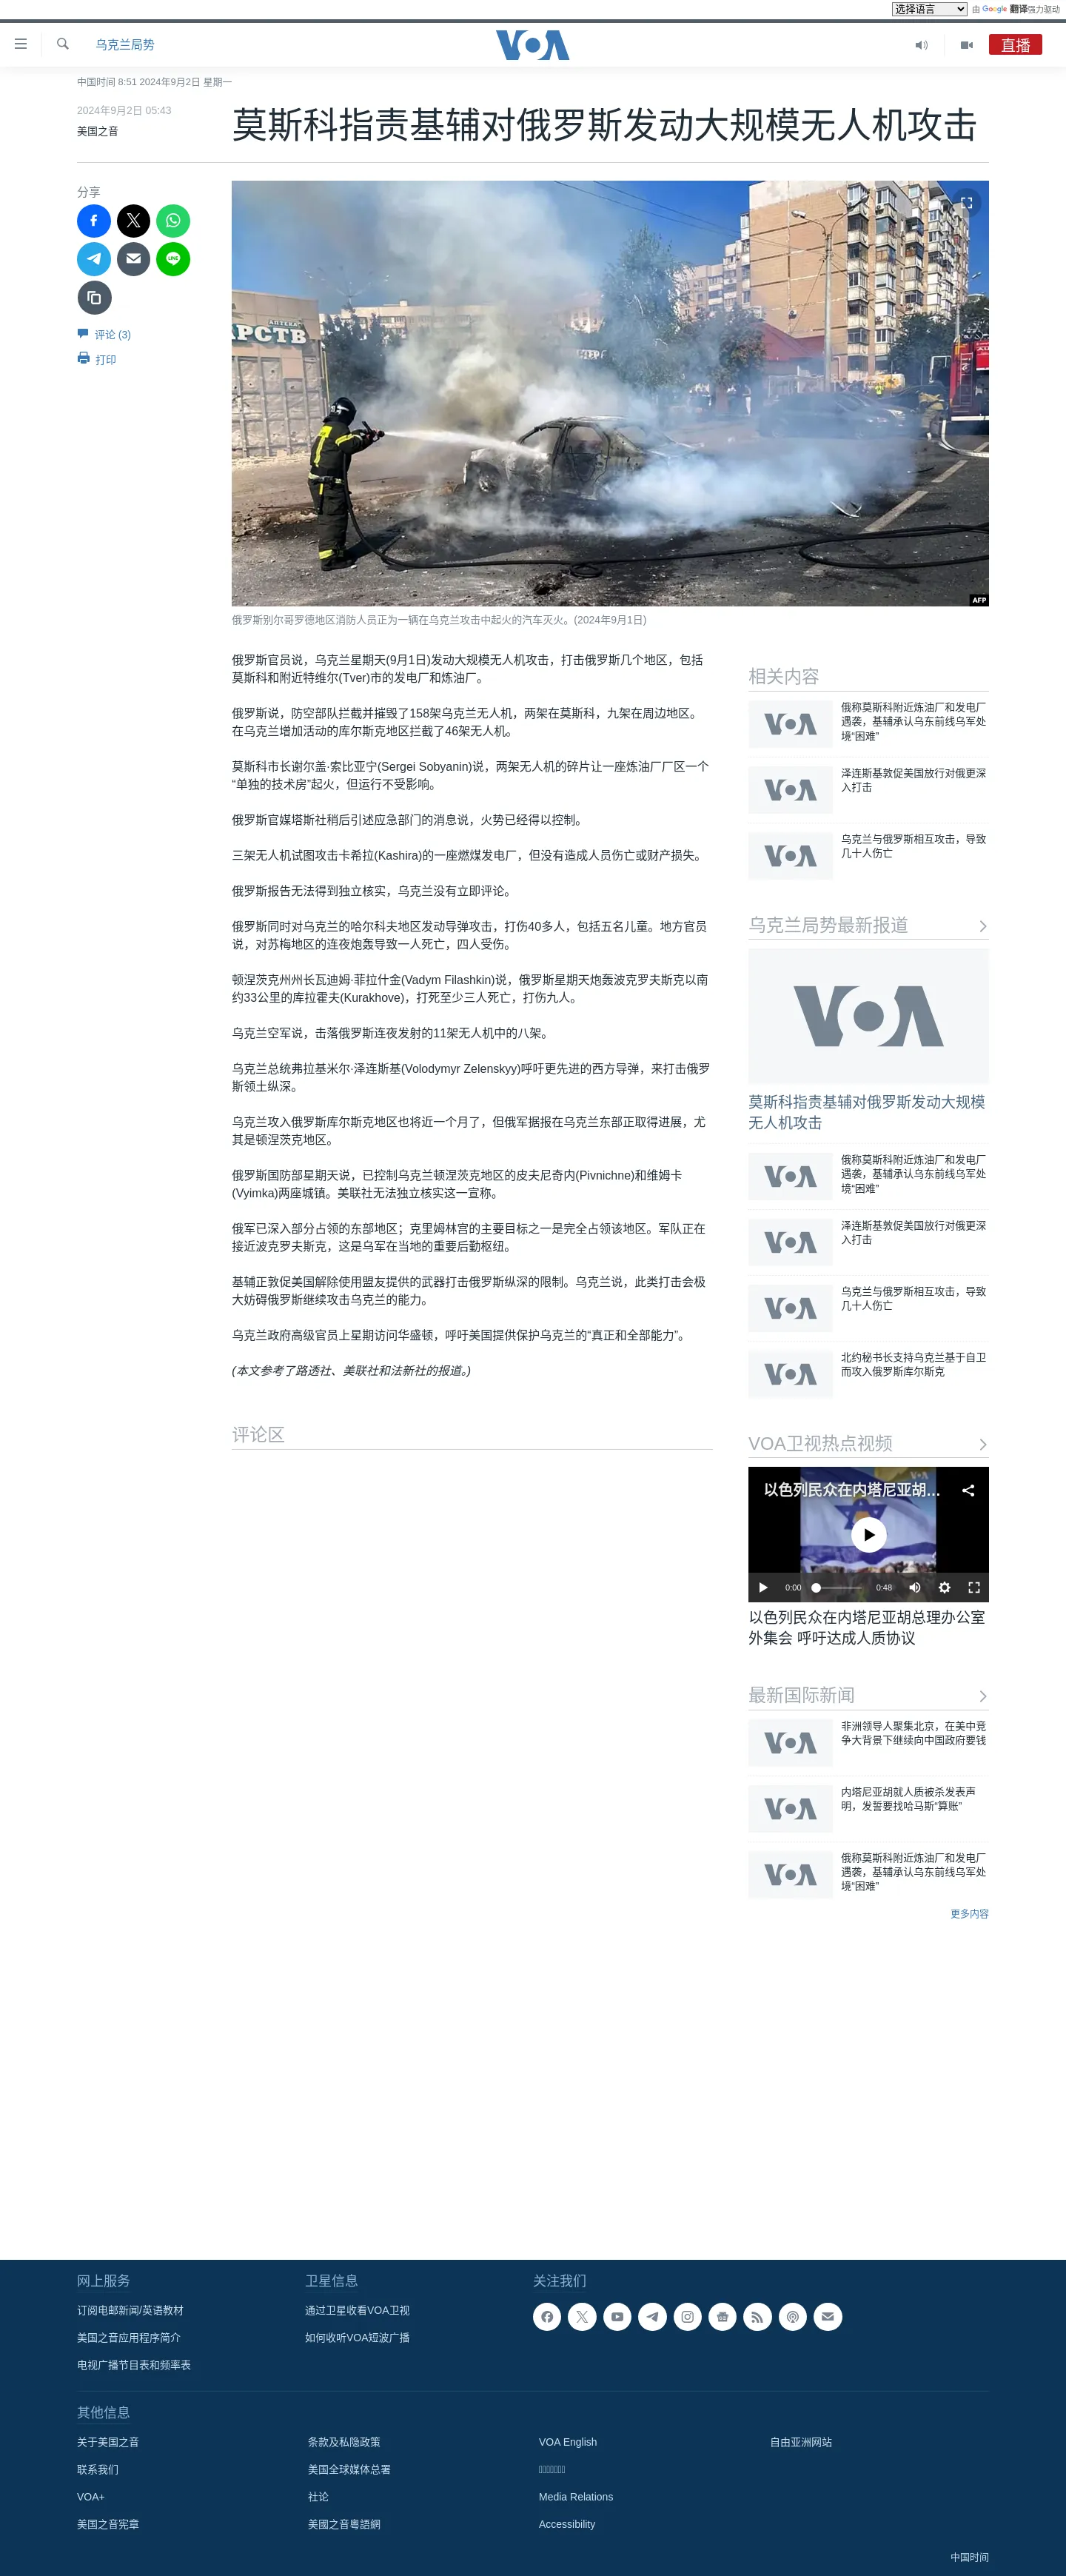 选择语言 由 Google 翻译强力驱动
乌克兰局势
VOA
直播
中国时间 8:51 2024年9月2日 星期一
2024年9月2日 05:43
美国之音
莫斯科指责基辅对俄罗斯发动大规模无人机攻击
分享
评论 (3)
打印
АПТЕКА
АРСТВ
AFP
俄罗斯别尔哥罗德地区消防人员正为一辆在乌克兰攻击中起火的汽车灭火。(2024年9月1日)
俄罗斯官员说，乌克兰星期天(9月1日)发动大规模无人机攻击，打击俄罗斯几个地区，包括
莫斯科和附近特维尔(Tver)市的发电厂和炼油厂。
俄罗斯说，防空部队拦截并摧毁了158架乌克兰无人机，两架在莫斯科，九架在周边地区。
在乌克兰增加活动的库尔斯克地区拦截了46架无人机。
莫斯科市长谢尔盖·索比亚宁(Sergei Sobyanin)说，两架无人机的碎片让一座炼油厂厂区一个
“单独的技术房”起火，但运行不受影响。
俄罗斯官媒塔斯社稍后引述应急部门的消息说，火势已经得以控制。
三架无人机试图攻击卡希拉(Kashira)的一座燃煤发电厂，但没有造成人员伤亡或财产损失。
俄罗斯报告无法得到独立核实，乌克兰没有立即评论。
俄罗斯同时对乌克兰的哈尔科夫地区发动导弹攻击，打伤40多人，包括五名儿童。地方官员
说，对苏梅地区的连夜炮轰导致一人死亡，四人受伤。
顿涅茨克州州长瓦迪姆·菲拉什金(Vadym Filashkin)说，俄罗斯星期天炮轰波克罗夫斯克以南
约33公里的库拉霍夫(Kurakhove)，打死至少三人死亡，打伤九人。
乌克兰空军说，击落俄罗斯连夜发射的11架无人机中的八架。
乌克兰总统弗拉基米尔·泽连斯基(Volodymyr Zelenskyy)呼吁更先进的西方导弹，来打击俄罗
斯领土纵深。
乌克兰攻入俄罗斯库尔斯克地区也将近一个月了，但俄军据报在乌克兰东部正取得进展，尤
其是顿涅茨克地区。
俄罗斯国防部星期天说，已控制乌克兰顿涅茨克地区的皮夫尼奇内(Pivnichne)和维姆卡
(Vyimka)两座城镇。美联社无法独立核实这一宣称。
俄军已深入部分占领的东部地区；克里姆林宫的主要目标之一是完全占领该地区。军队正在
接近波克罗夫斯克，这是乌军在当地的重要后勤枢纽。
基辅正敦促美国解除使用盟友提供的武器打击俄罗斯纵深的限制。乌克兰说，此类打击会极
大妨碍俄罗斯继续攻击乌克兰的能力。
乌克兰政府高级官员上星期访问华盛顿，呼吁美国提供保护乌克兰的“真正和全部能力”。
(本文参考了路透社、美联社和法新社的报道。)
评论区
相关内容
VOA
俄称莫斯科附近炼油厂和发电厂
遇袭，基辅承认乌东前线乌军处
境“困难”
VOA
泽连斯基敦促美国放行对俄更深
入打击
VOA
乌克兰与俄罗斯相互攻击，导致
几十人伤亡
乌克兰局势最新报道
VOA
莫斯科指责基辅对俄罗斯发动大规模
无人机攻击
VOA
俄称莫斯科附近炼油厂和发电厂
遇袭，基辅承认乌东前线乌军处
境“困难”
VOA
泽连斯基敦促美国放行对俄更深
入打击
VOA
乌克兰与俄罗斯相互攻击，导致
几十人伤亡
VOA
北约秘书长支持乌克兰基于自卫
而攻入俄罗斯库尔斯克
VOA卫视热点视频
VOA
以色列民众在内塔尼亚胡...
0:00
0:48
以色列民众在内塔尼亚胡总理办公室
外集会 呼吁达成人质协议
最新国际新闻
VOA
非洲领导人聚集北京，在美中竞
争大背景下继续向中国政府要钱
VOA
内塔尼亚胡就人质被杀发表声
明，发誓要找哈马斯“算账”
VOA
俄称莫斯科附近炼油厂和发电厂
遇袭，基辅承认乌东前线乌军处
境“困难”
更多内容
网上服务
订阅电邮新闻/英语教材
美国之音应用程序简介
电视广播节目表和频率表
卫星信息
通过卫星收看VOA卫视
如何收听VOA短波广播
关注我们
其他信息
关于美国之音
联系我们
VOA+
美国之音宪章
条款及私隐政策
美国全球媒体总署
社论
美國之音粵語網
VOA English
Media Relations
Accessibility
自由亚洲网站
中国时间